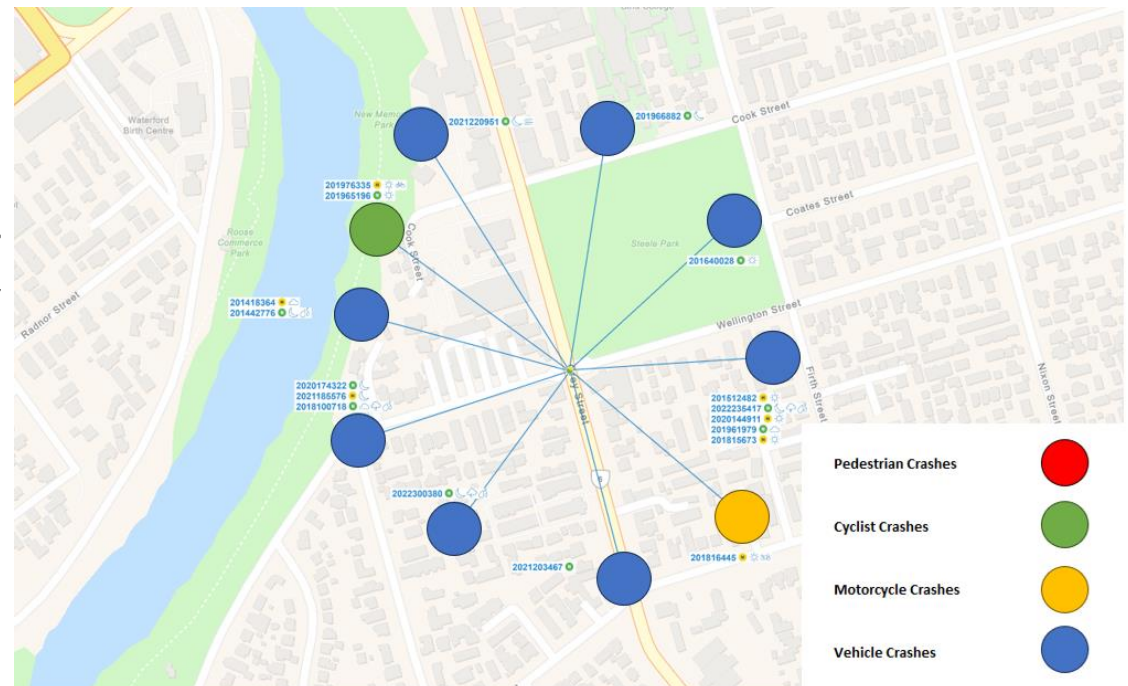 Waterford
Birth Centre
New Memorial
Park
2021220951
201966882
Cook Street
201976335
201965196
Coates Street
Cook Street
Roose
Commerce
Park
Steele Park
201640028
201418364
201442776
Radnor Street
Wellington Street
2020174322
2021185576
2018100718
Firth Street
Nixon Street
201512482
2022235417
2020144911
201961979
201815673
2022300380
201816445
2021203467
Pedestrian Crashes
Cyclist Crashes
Motorcycle Crashes
Vehicle Crashes